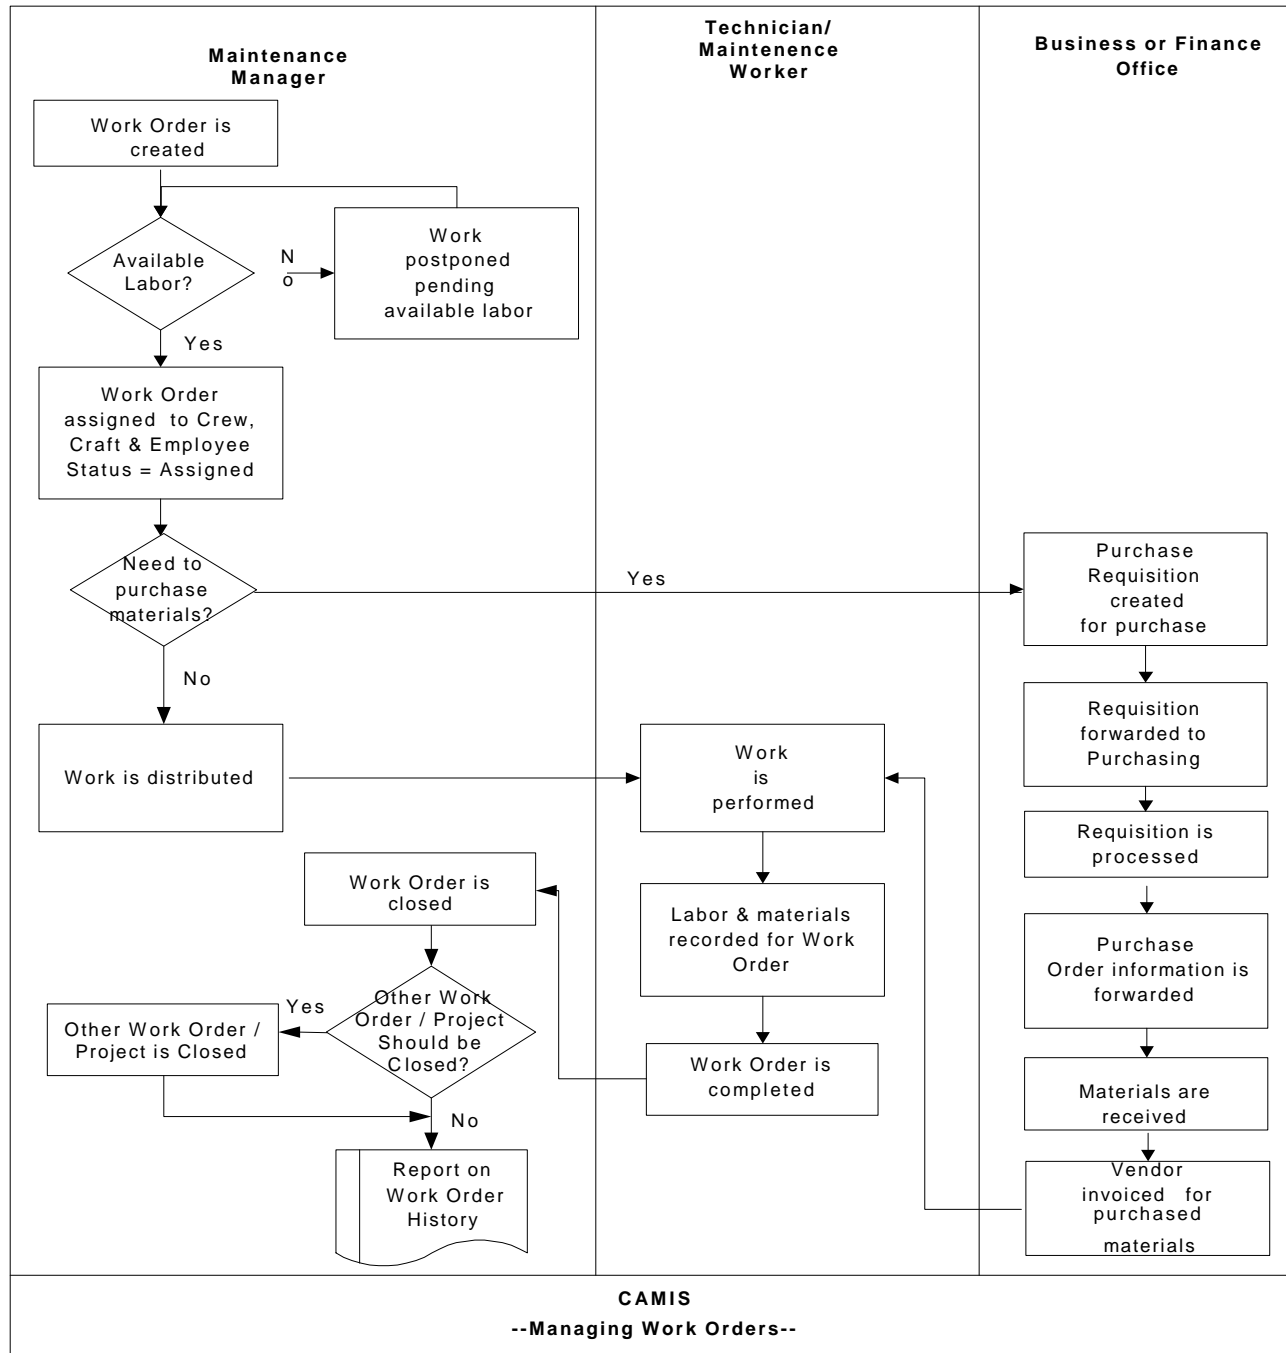 Maintenance
Manager
Technician/
Maintenence
Worker
Business or Finance
Office
Work Order is
created
Available
Labor?
N
o
Work
postponed
pending
available labor
Yes
Work Order
assigned to Crew,
Craft & Employee
Status = Assigned
Need to
purchase
materials?
Yes
Purchase
Requisition
created
for purchase
No
Requisition
forwarded to
Purchasing
Work is distributed
Work
is
performed
Requisition is
processed
Work Order is
closed
Labor & materials
recorded for Work
Order
Purchase
Order information is
forwarded
Other Work
Order / Project
Should be
Closed?
Yes
Other Work Order /
Project is Closed
Work Order is
completed
Materials are
received
No
Report on
Work Order
History
Vendor
invoiced for
purchased
materials
CAMIS
--Managing Work Orders--